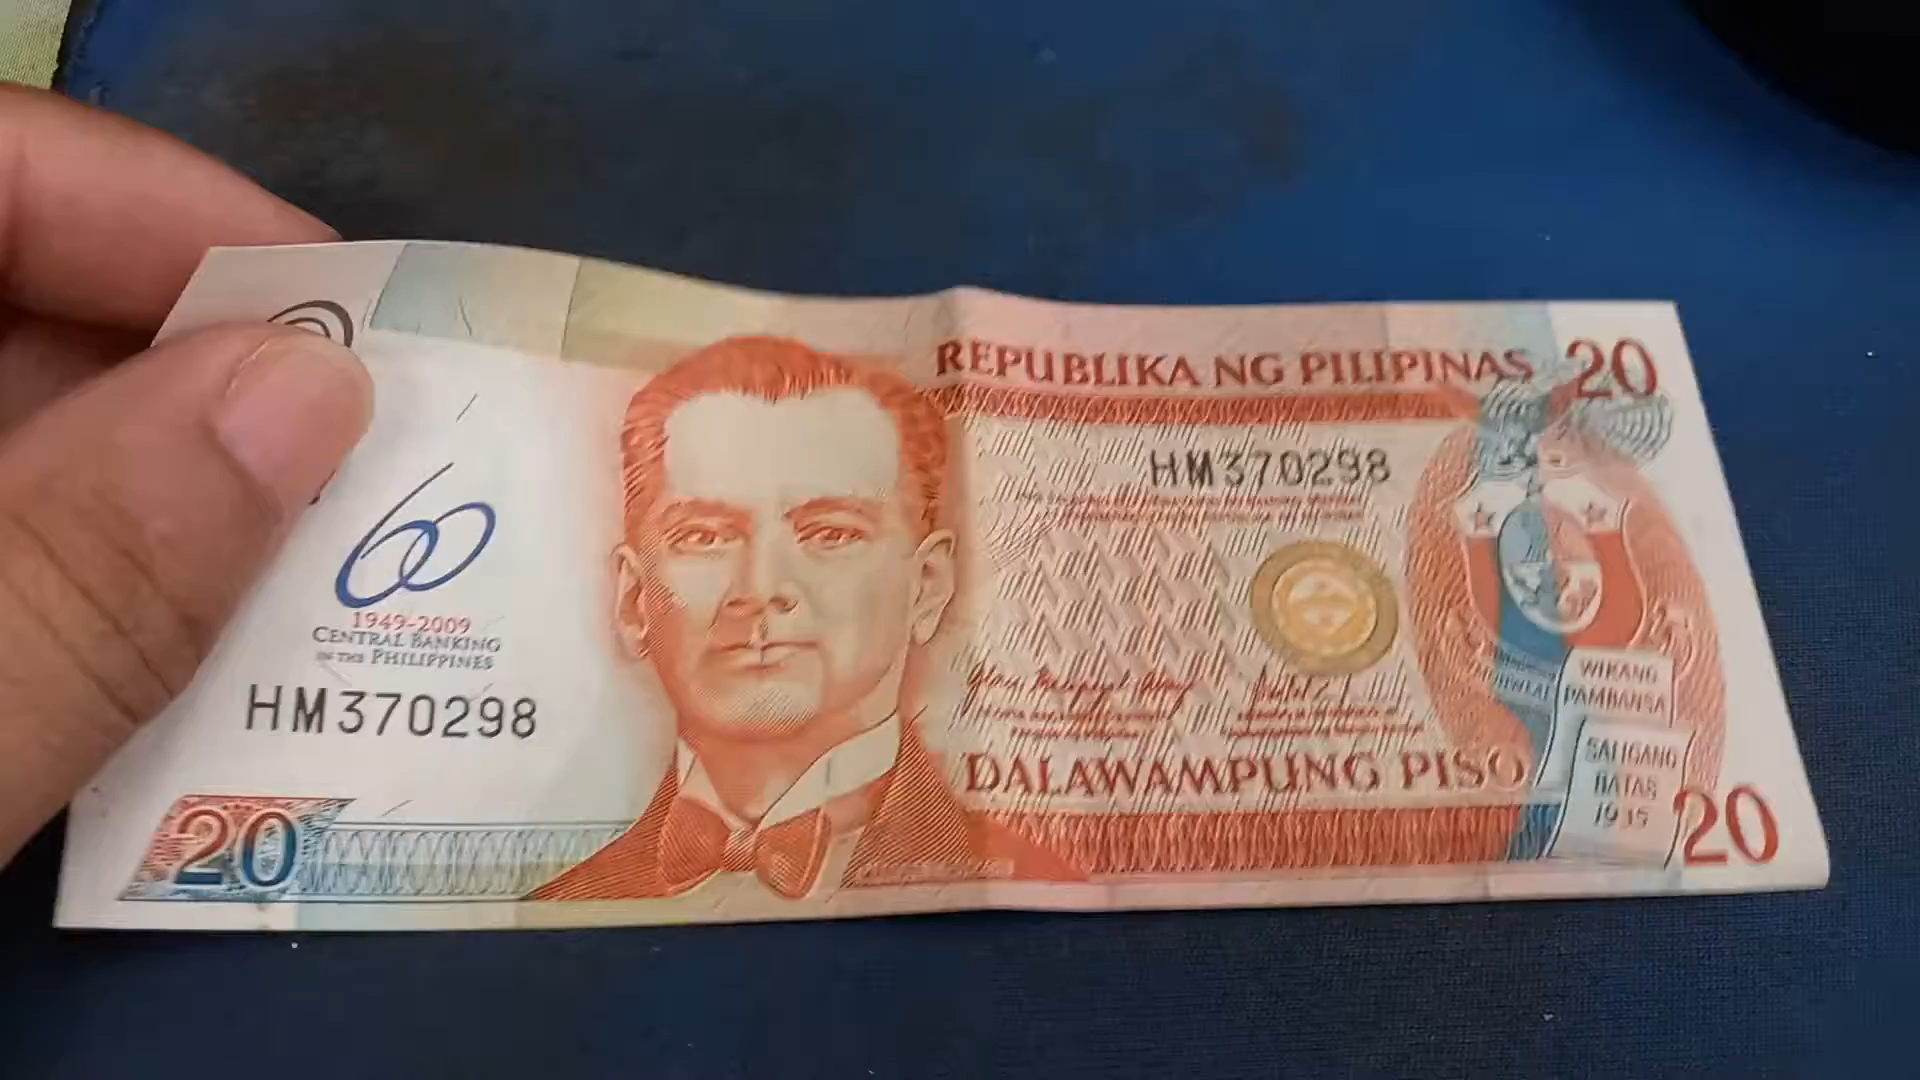 REPUBLIKA NG PILIPINAS
20
HM370298
60
1949-2009
CENTRAL BANKING
IN THE PHILIPPINES
HM370298
WIKANG
PAMBANSA
SALIGANG
BATAS
1935
DALAWAMPUNG PISO
20
20